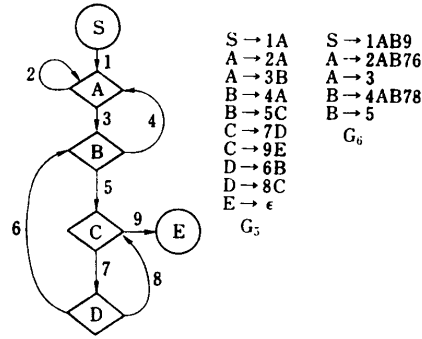 S
1
2
A
3
4
B
5
6
C
9
E
7
8
D
S → 1A
A → 2A
A → 3B
B → 4A
B → 5C
C → 7D
C → 9E
D → 6B
D → 8C
E → ϵ
G₅
S → 1AB9
A → 2AB76
A → 3
B → 4AB78
B → 5
G₆